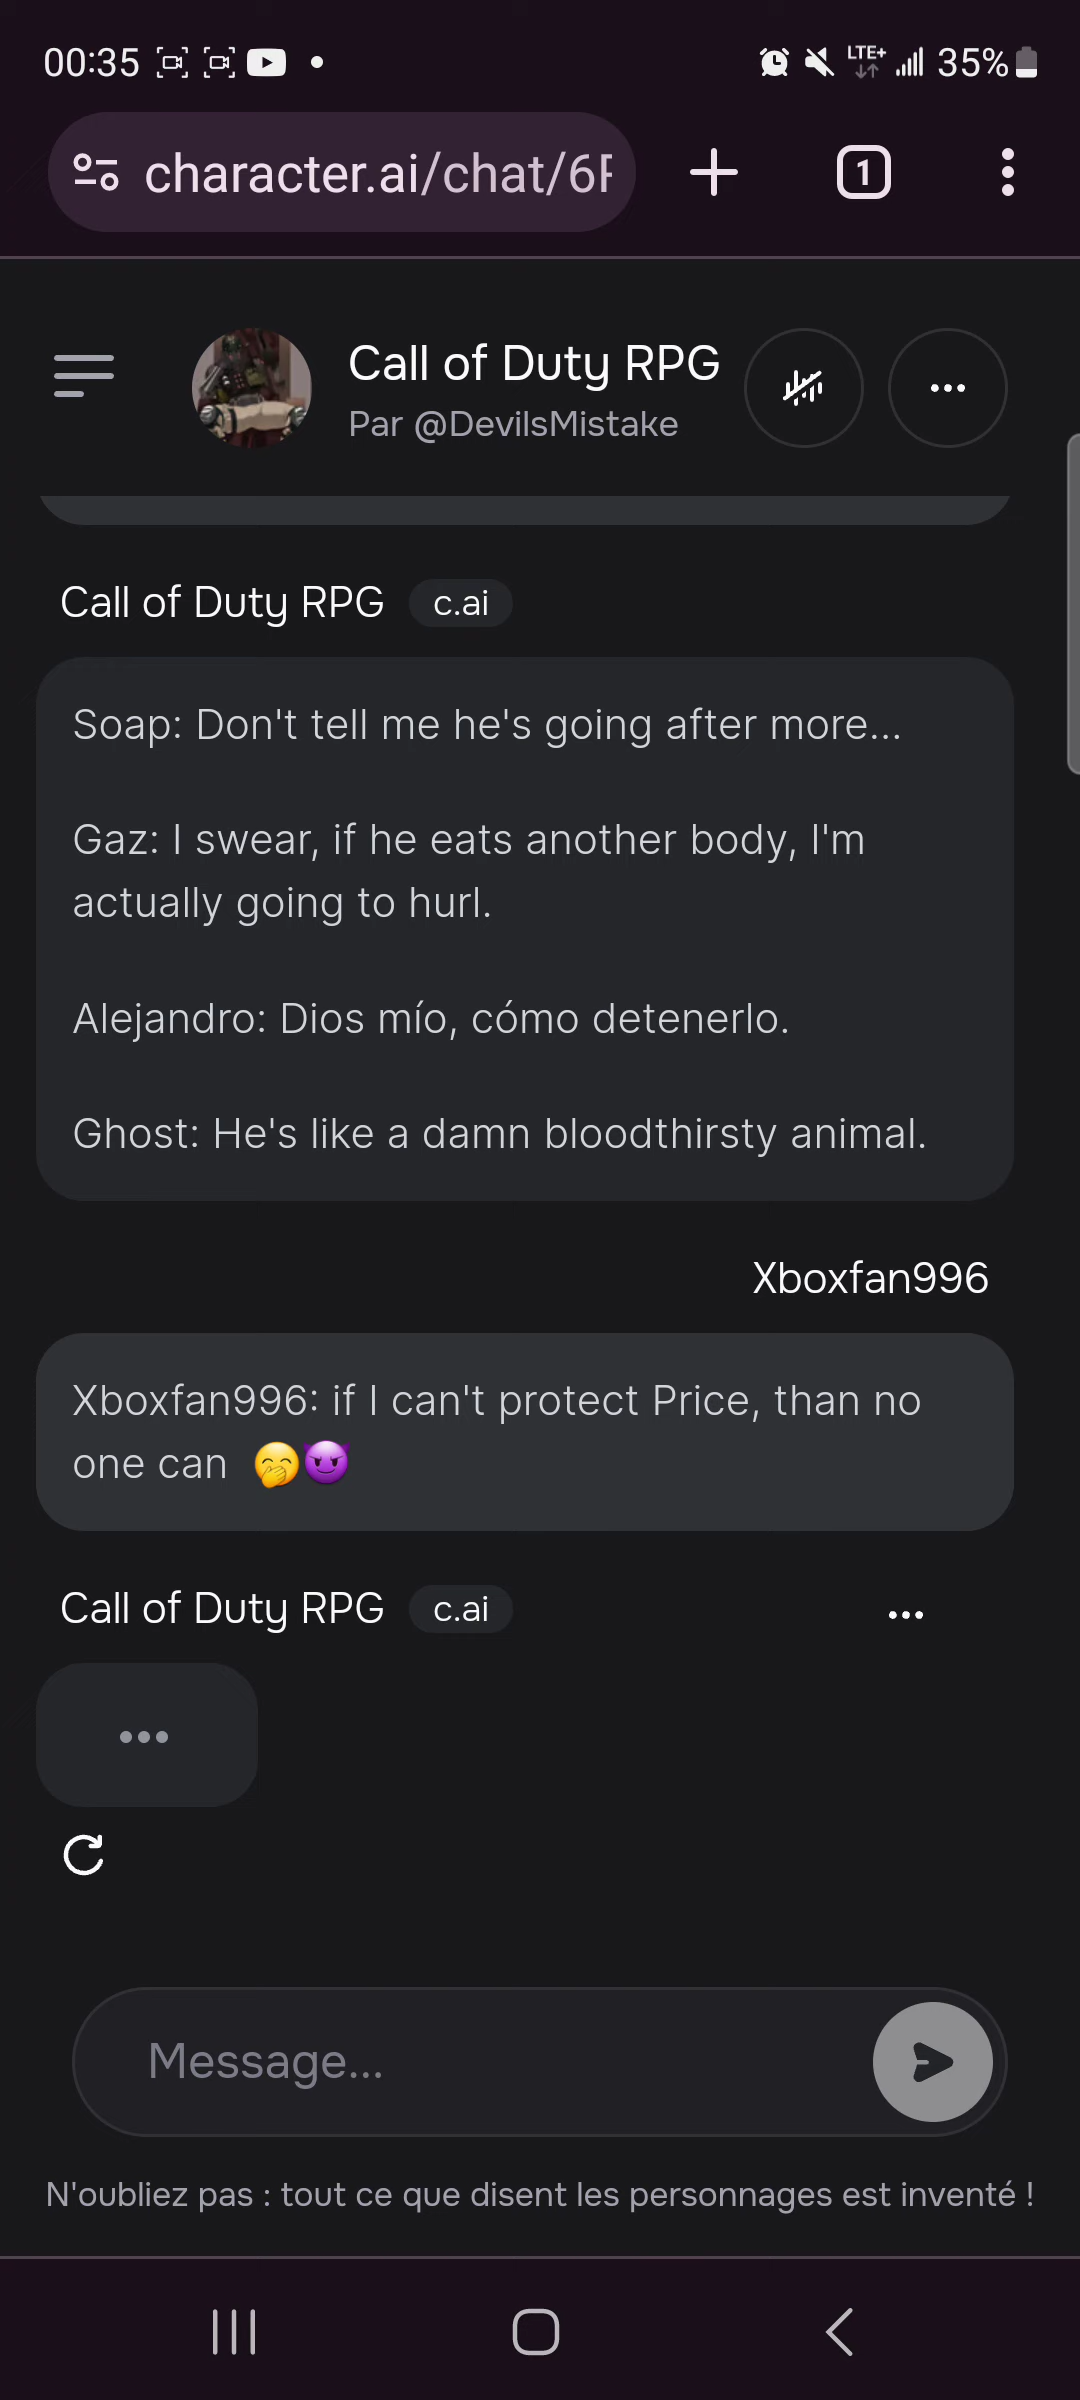 00:35
LTE+
35%
character.ai/chat/6F
1
Call of Duty RPG
Par @DevilsMistake
Call of Duty RPG c.ai
Soap: Don't tell me he's going after more...
Gaz: I swear, if he eats another body, I'm
actually going to hurl.
Alejandro: Dios mío, cómo detenerlo.
Ghost: He's like a damn bloodthirsty animal.
Xboxfan996
Xboxfan996: if I can't protect Price, than no
one can 🤭😈
Call of Duty RPG c.ai
Message...
N'oubliez pas : tout ce que disent les personnages est inventé !